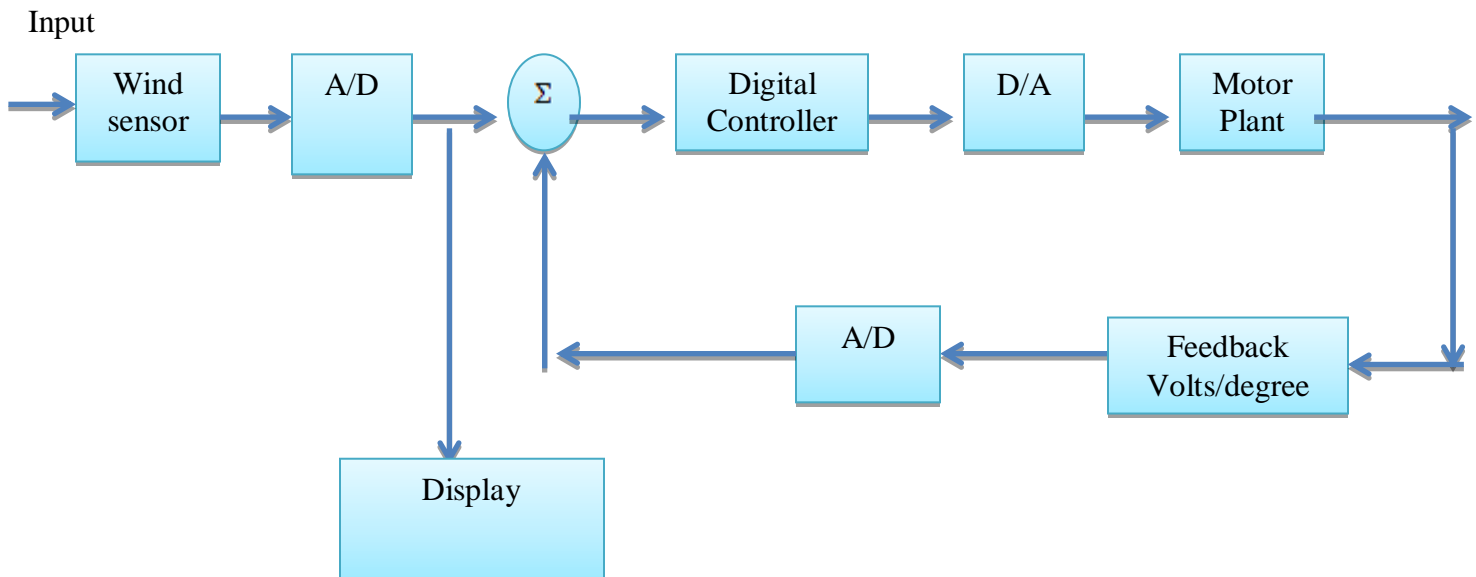 Input
Wind
sensor
A/D
Σ
Digital
Controller
D/A
Motor
Plant
A/D
Feedback
Volts/degree
Display